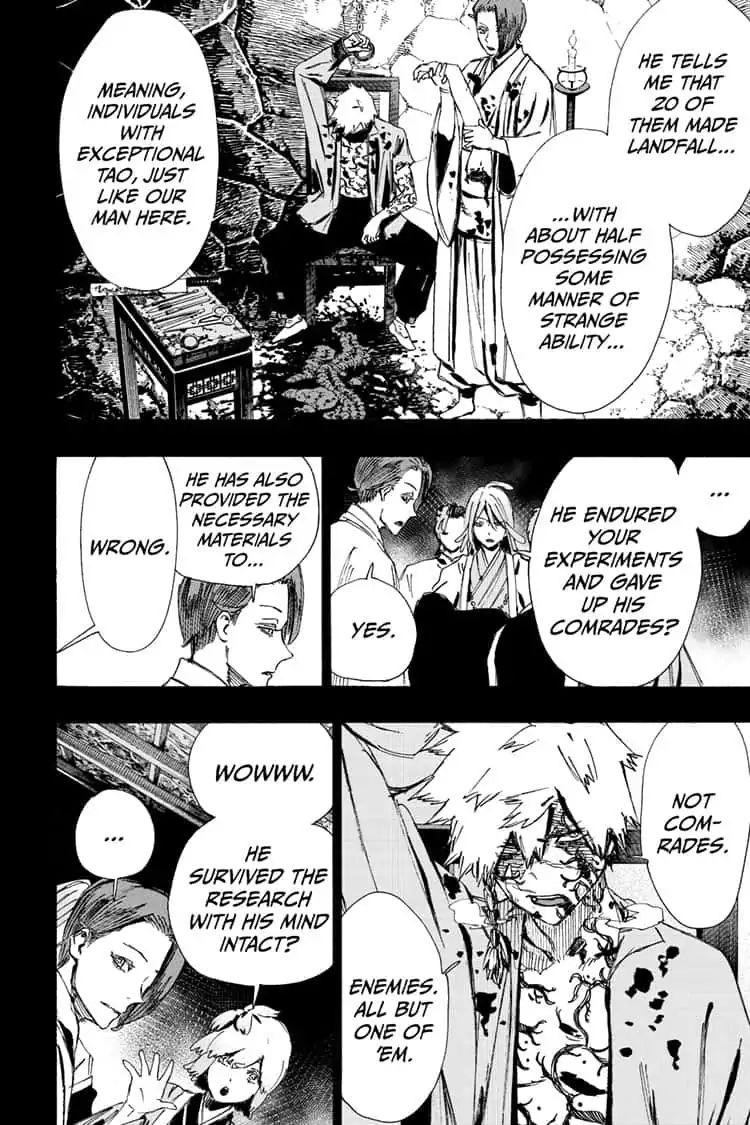 HE TELLS
ME THAT
20 OF
THEM MADE
LANDFALL...
...WITH
ABOUT HALF
POSSESSING
SOME
MANNER OF
STRANGE
ABILITY...
MEANING,
INDIVIDUALS
WITH
EXCEPTIONAL
TAO, JUST
LIKE OUR
MAN HERE.
...
HE ENDURED
YOUR
EXPERIMENTS
AND GAVE
UP HIS
COMRADES?
YES.
HE HAS ALSO
PROVIDED THE
NECESSARY
MATERIALS
TO...
WRONG.
NOT
COM-
RADES.
ENEMIES.
ALL BUT
ONE OF
'EM.
WOWWW.
HE
SURVIVED
THE
RESEARCH
WITH HIS MIND
INTACT?
...